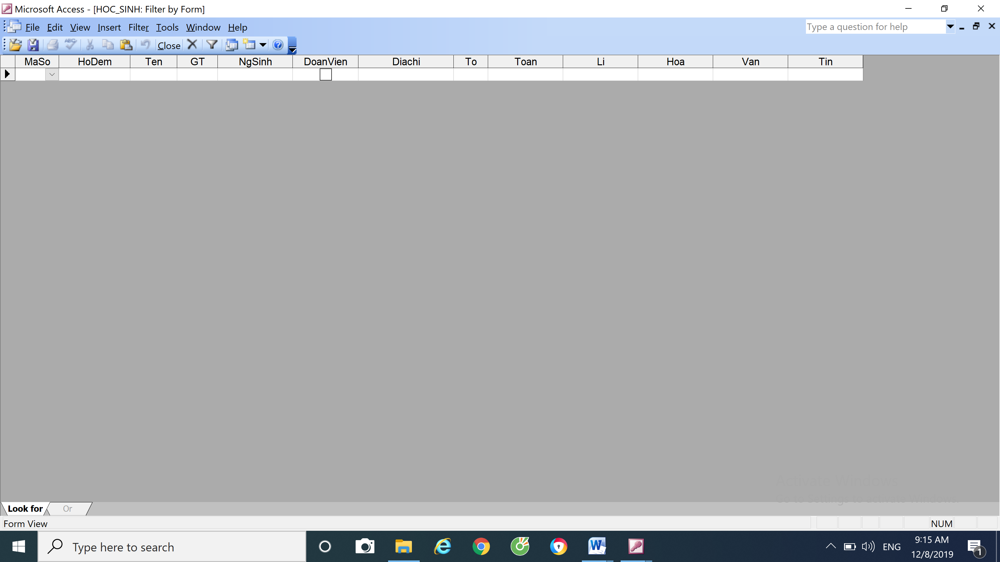 Microsoft Access - [HOC_SINH: Filter by Form]
File Edit View Insert Filter Tools Window Help
Type a question for help
ABC
Close
MaSo HoDem Ten GT NgSinh DoanVien Diachi To Toan Li Hoa Van Tin
Activate Windows
Go to Settings to activate Windows.
Look for Or
Form View
NUM
Type here to search
ENG
9:15 AM
12/8/2019
1